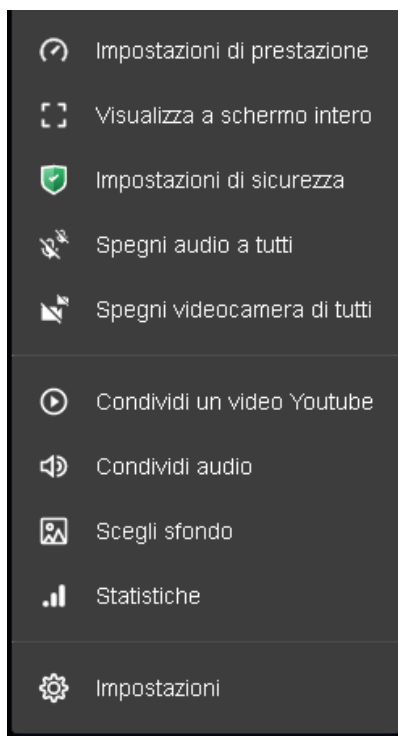 Impostazioni di prestazione
Visualizza a schermo intero
Impostazioni di sicurezza
Spegni audio a tutti
Spegni videocamera di tutti
Condividi un video Youtube
Condividi audio
Scegli sfondo
Statistiche
Impostazioni